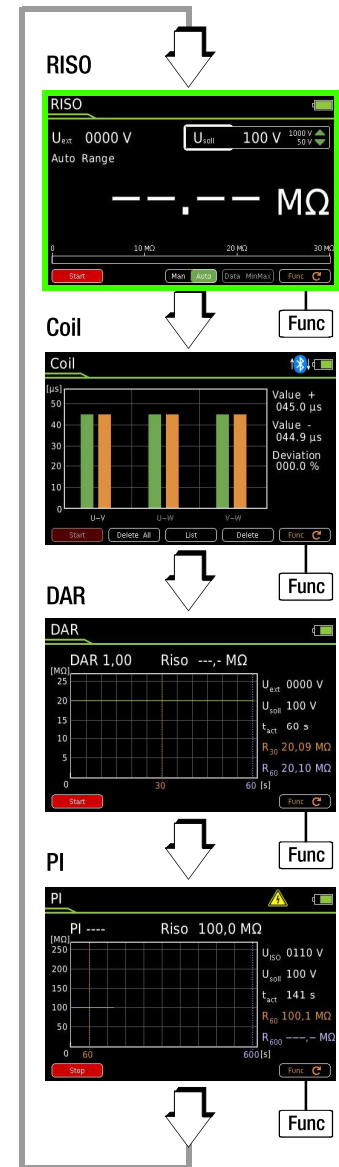 RISO
RISO
Uext 0000 V
Usoll 100 V 1000 V
50 V
Auto Range
--.-- MΩ
0 10 MΩ 20 MΩ 30 MΩ
Start Man Auto Data MinMax Func
Func
Coil
Coil
[µs]
50
40
30
20
10
0
U-V U-W V-W
Value +
045.0 µs
Value -
044.9 µs
Deviation
000.0 %
Start Delete All List Delete Func
Func
DAR
DAR
DAR 1,00 Riso ---,- MΩ
[MΩ]
25
20
15
10
5
0 30 60 [s]
Uext 0000 V
Usoll 100 V
tact 60 s
R30 20,09 MΩ
R60 20,10 MΩ
Start Func
Func
PI
PI
PI ---- Riso 100,0 MΩ
[MΩ]
250
200
150
100
50
0 60 600 [s]
UISO 0110 V
Usoll 100 V
tact 141 s
R60 100,1 MΩ
R600 ---,- MΩ
Stop Func
Func